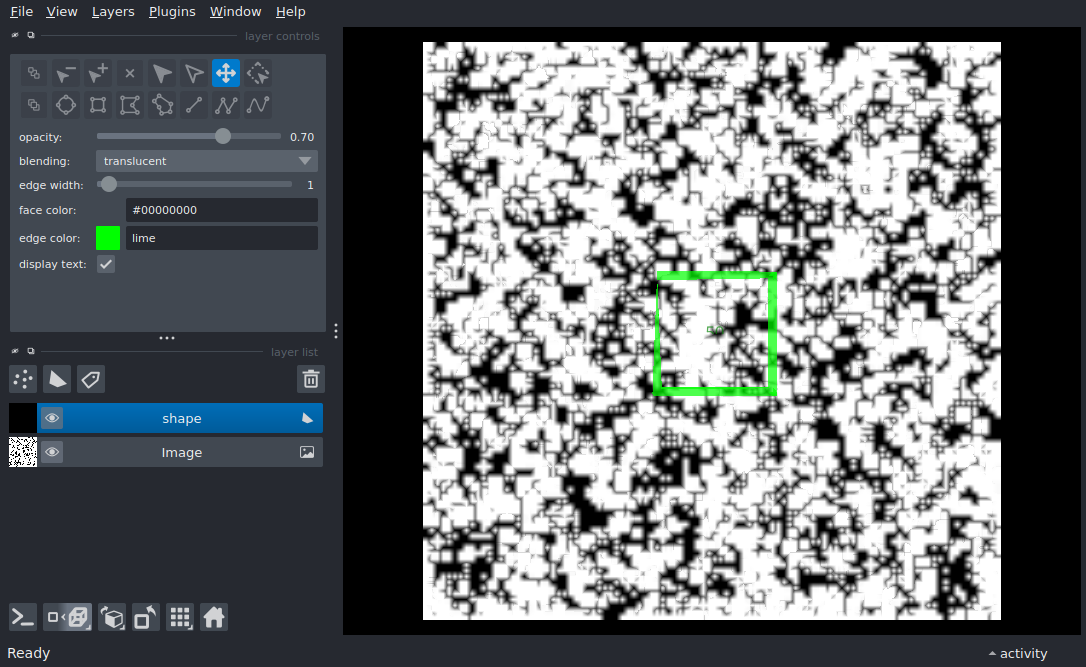 File View Layers Plugins Window Help
layer controls
opacity: 0.70
blending: translucent
edge width: 1
face color: #00000000
edge color: lime
display text:
layer list
shape
Image
Ready activity